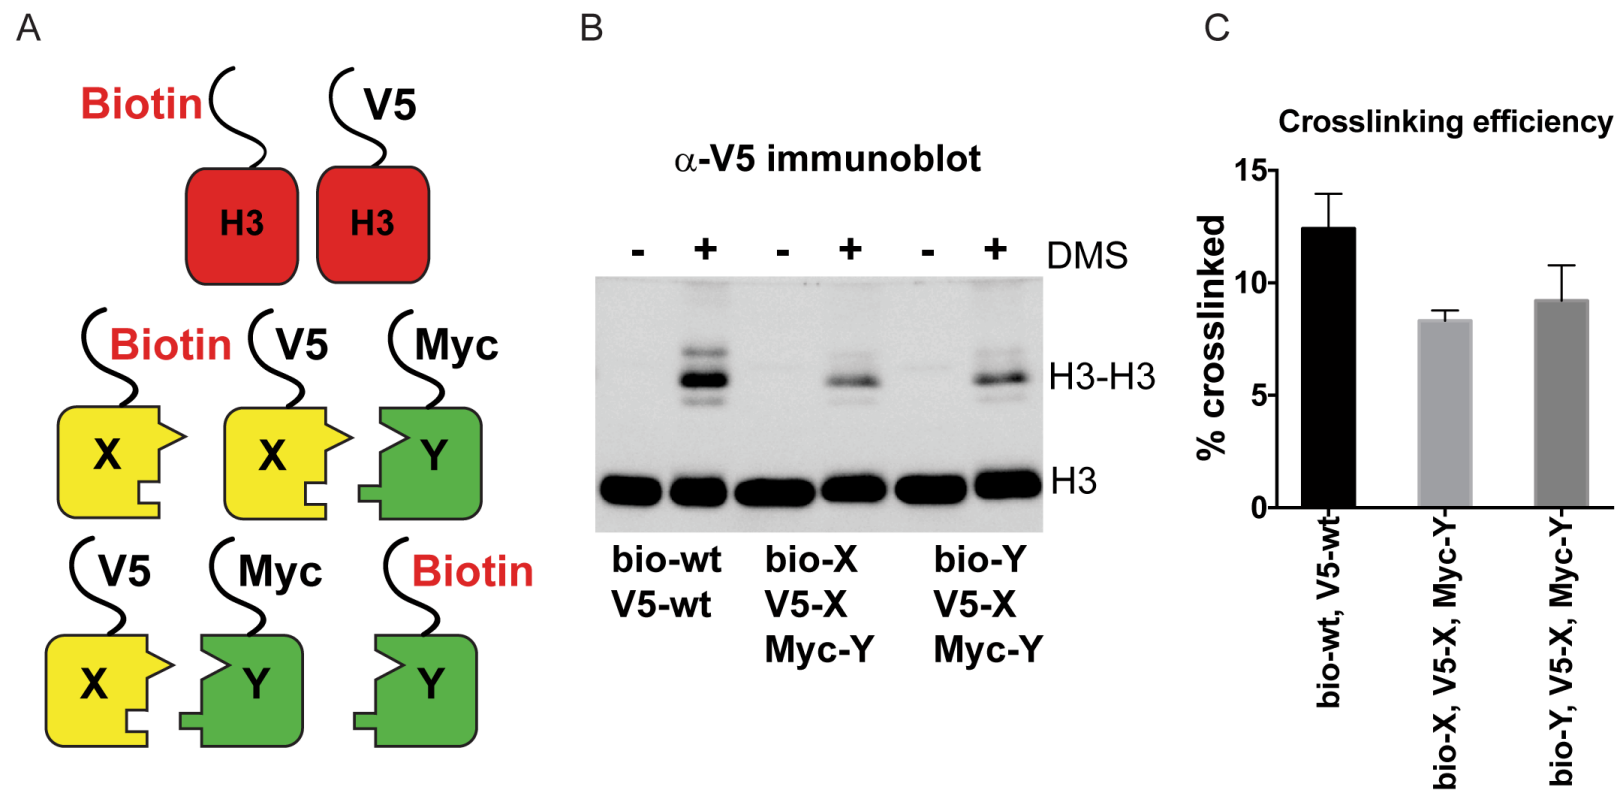 A
Biotin
V5
H3
H3
Biotin
V5
Myc
X
X
Y
V5
Myc
Biotin
X
Y
Y
B
α-V5 immunoblot
- + - + - + DMS
H3-H3
H3
bio-wt
V5-wt
bio-X
V5-X
Myc-Y
bio-Y
V5-X
Myc-Y
C
Crosslinking efficiency
% crosslinked
15
10
5
0
bio-wt, V5-wt
bio-X, V5-X, Myc-Y
bio-Y, V5-X, Myc-Y